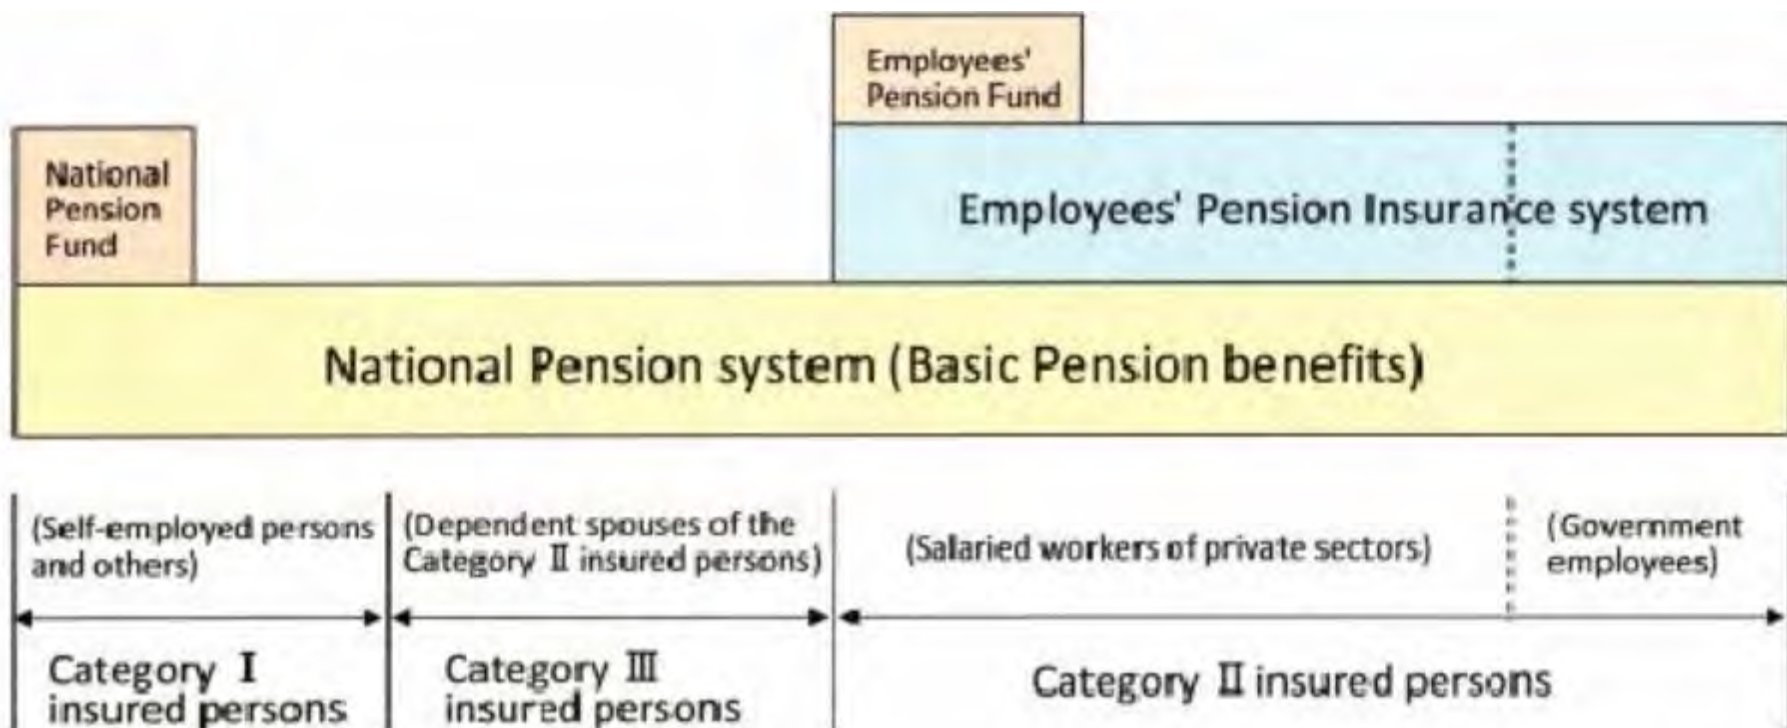 Employees'
Pension Fund
National
Pension
Fund
Employees' Pension Insurance system
National Pension system (Basic Pension benefits)
(Self-employed persons
and others)
(Dependent spouses of the
Category Ⅱ insured persons)
(Salaried workers of private sectors)
(Government
employees)
Category Ⅰ
insured persons
Category Ⅲ
insured persons
Category Ⅱ insured persons